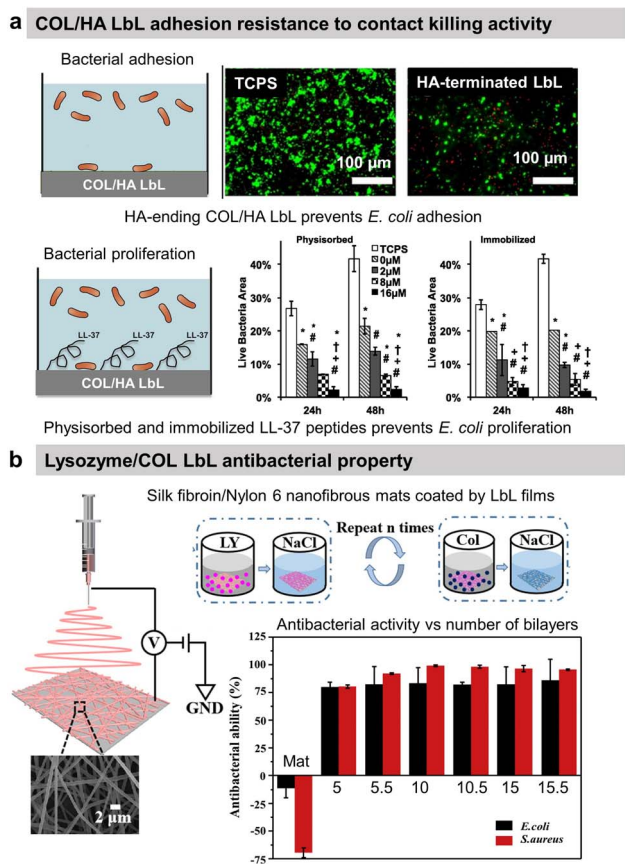 a COL/HA LbL adhesion resistance to contact killing activity
Bacterial adhesion
COL/HA LbL
TCPS
100 µm
HA-terminated LbL
100 µm
HA-ending COL/HA LbL prevents E. coli adhesion
Bacterial proliferation
LL-37 LL-37 LL-37
COL/HA LbL
Physisorbed
Live Bacteria Area
40%
30%
20%
10%
0%
TCPS
0µM
2µM
8µM
16µM
* * # # * † + # * # * # * † + #
24h 48h
Immobilized
Live Bacteria Area
40%
30%
20%
10%
0%
* * # + # † + # * * # + # † + #
24h 48h
Physisorbed and immobilized LL-37 peptides prevents E. coli proliferation
b Lysozyme/COL LbL antibacterial property
Silk fibroin/Nylon 6 nanofibrous mats coated by LbL films
LY NaCl
Repeat n times
Col NaCl
V
GND
2 µm
Antibacterial activity vs number of bilayers
Antibacterial ability (%)
100
75
50
25
0
-25
-50
-75
Mat
5 5.5 10 10.5 15 15.5
E.coli
S.aureus